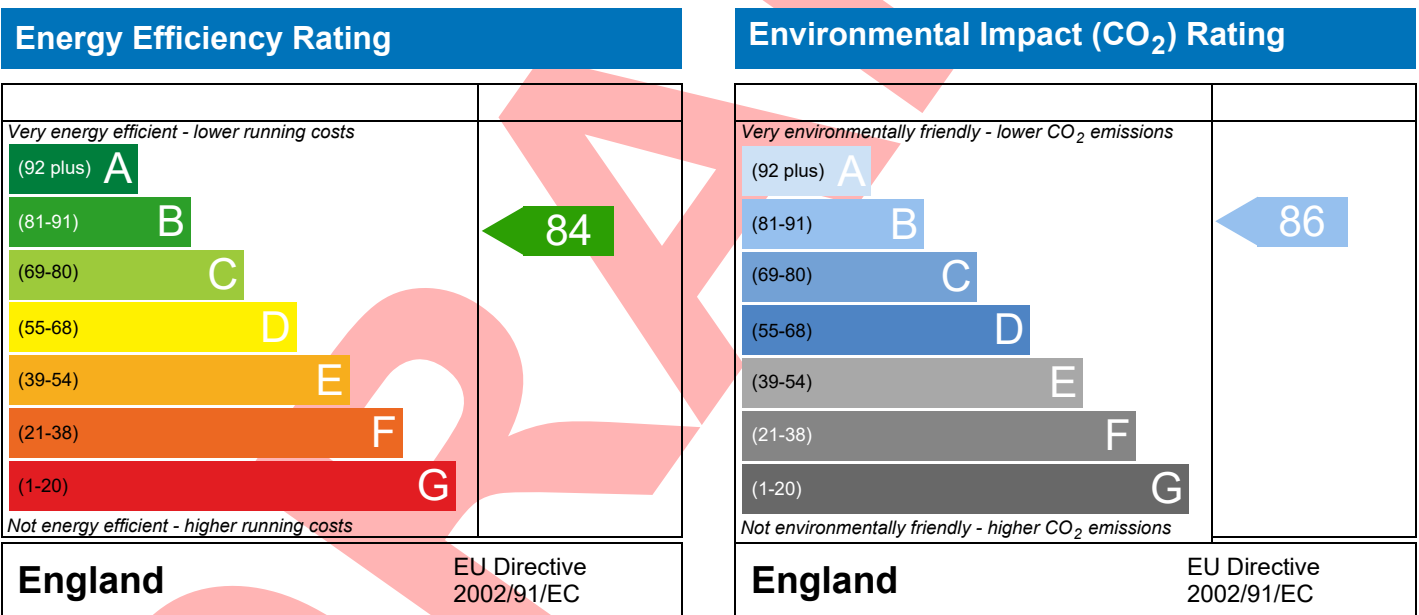 Energy Efficiency Rating
Very energy efficient - lower running costs
(92 plus) A
(81-91) B
84
(69-80) C
(55-68) D
(39-54) E
(21-38) F
(1-20) G
Not energy efficient - higher running costs
England
EU Directive
2002/91/EC
Environmental Impact (CO₂) Rating
Very environmentally friendly - lower CO₂ emissions
(92 plus) A
(81-91) B
86
(69-80) C
(55-68) D
(39-54) E
(21-38) F
(1-20) G
Not environmentally friendly - higher CO₂ emissions
England
EU Directive
2002/91/EC